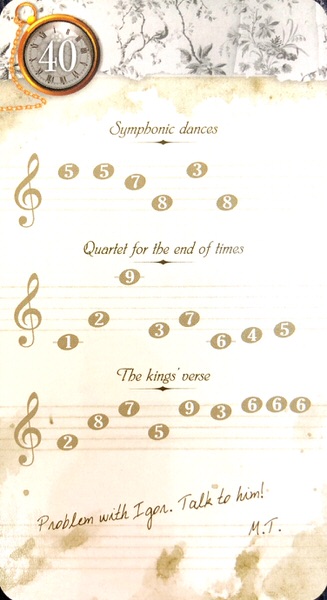 40
Symphonic dances
5 5 7 8 3 8
Quartet for the end of times
1 2 9 3 7 6 4 5
The kings' verse
2 8 7 5 9 3 6 6 6
Problem with Igor. Talk to him!
M.T.